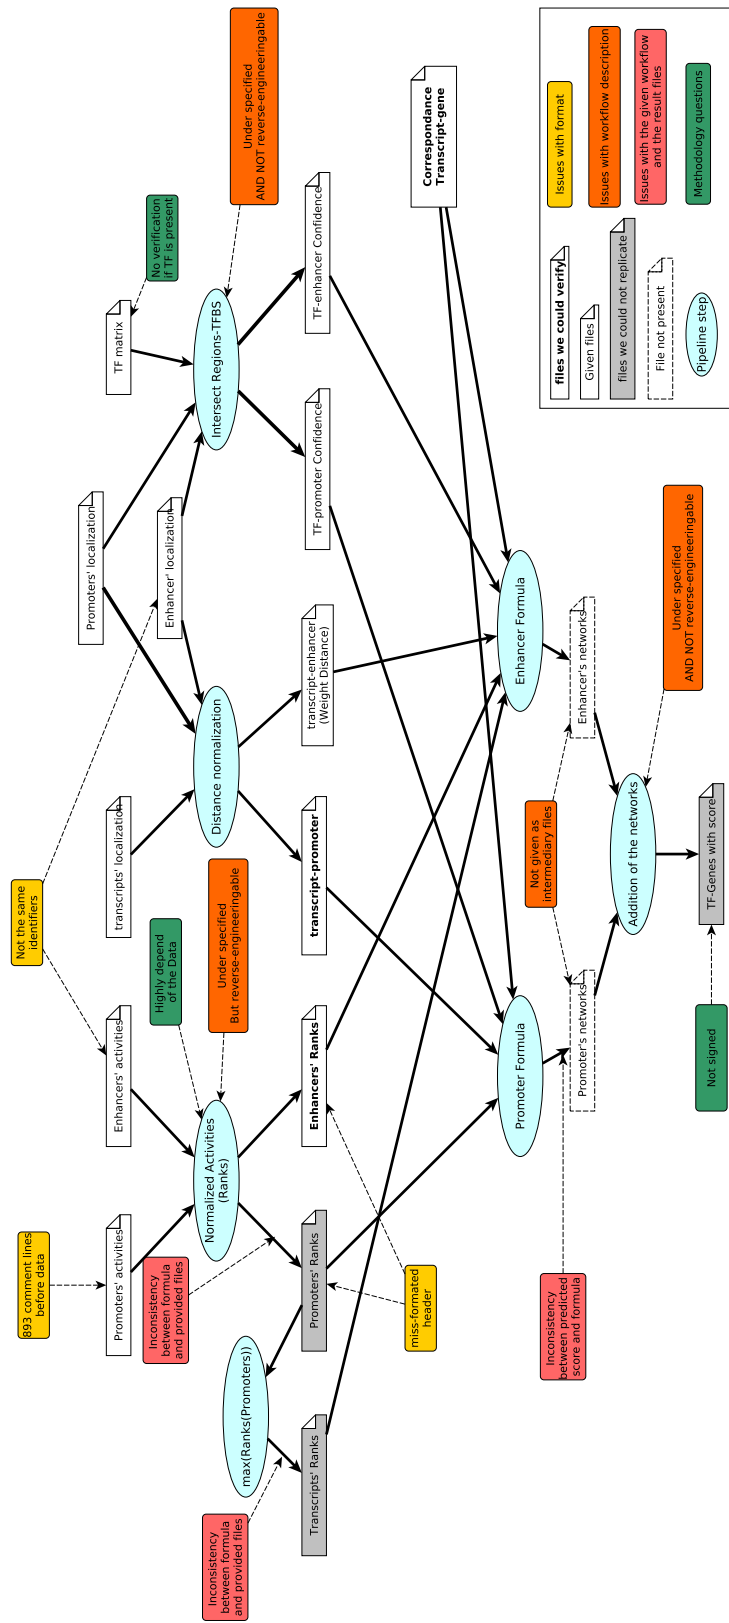 893 comment lines
before data
Not the same
identifiers
Promoters' activities
Enhancers' activities
transcripts' localization
Promoters' localization
Enhancer' localization
TF matrix
No verification
if TF is present
Under specified
AND NOT reverse-engineeringable
Inconsistency
between formula
and provided files
Highly depend
of the Data
Under specified
But reverse-engineeringable
Normalized Activities
(Ranks)
Distance normalization
Intersect Regions-TFBS
max(Ranks(Promoters))
Inconsistency
between formula
and provided files
Transcripts' Ranks
Promoters' Ranks
Enhancers' Ranks
transcript-promoter
transcript-enhancer
(Weight Distance)
TF-promoter Confidence
TF-enhancer Confidence
miss-formated
header
Correspondance
Transcript-gene
Promoter Formula
Enhancer Formula
Inconsistency
between predicted
score and formula
Promoter's networks
Not given as
intermediary files
Enhancer's networks
Addition of the networks
Under specified
AND NOT reverse-engineeringable
Not signed
TF-Genes with score
files we could verify
Given files
files we could not replicate
File not present
Pipeline step
Issues with format
Issues with workflow description
Issues with the given workflow
and the result files
Methodology questions